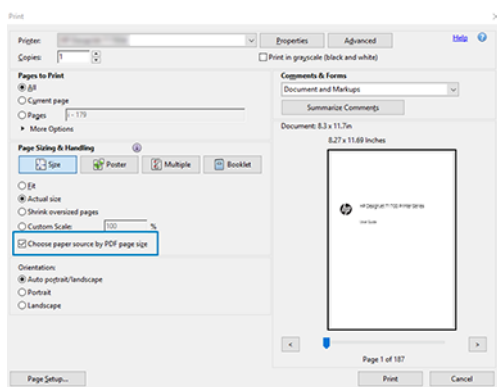 Print
Printer:
Properties
Advanced
Help
Copies:
1
Print in grayscale (black and white)
Pages to Print
All
Current page
Pages
1 - 179
More Options
Comments & Forms
Document and Markups
Summarize Comments
Page Sizing & Handling
Size
Poster
Multiple
Booklet
Fit
Actual size
Shrink oversized pages
Custom Scale:
100
%
Choose paper source by PDF page size
Orientation:
Auto portrait/landscape
Portrait
Landscape
Document: 8.3 x 11.7in
8.27 x 11.69 Inches
<
>
Page 1 of 187
Page Setup...
Print
Cancel